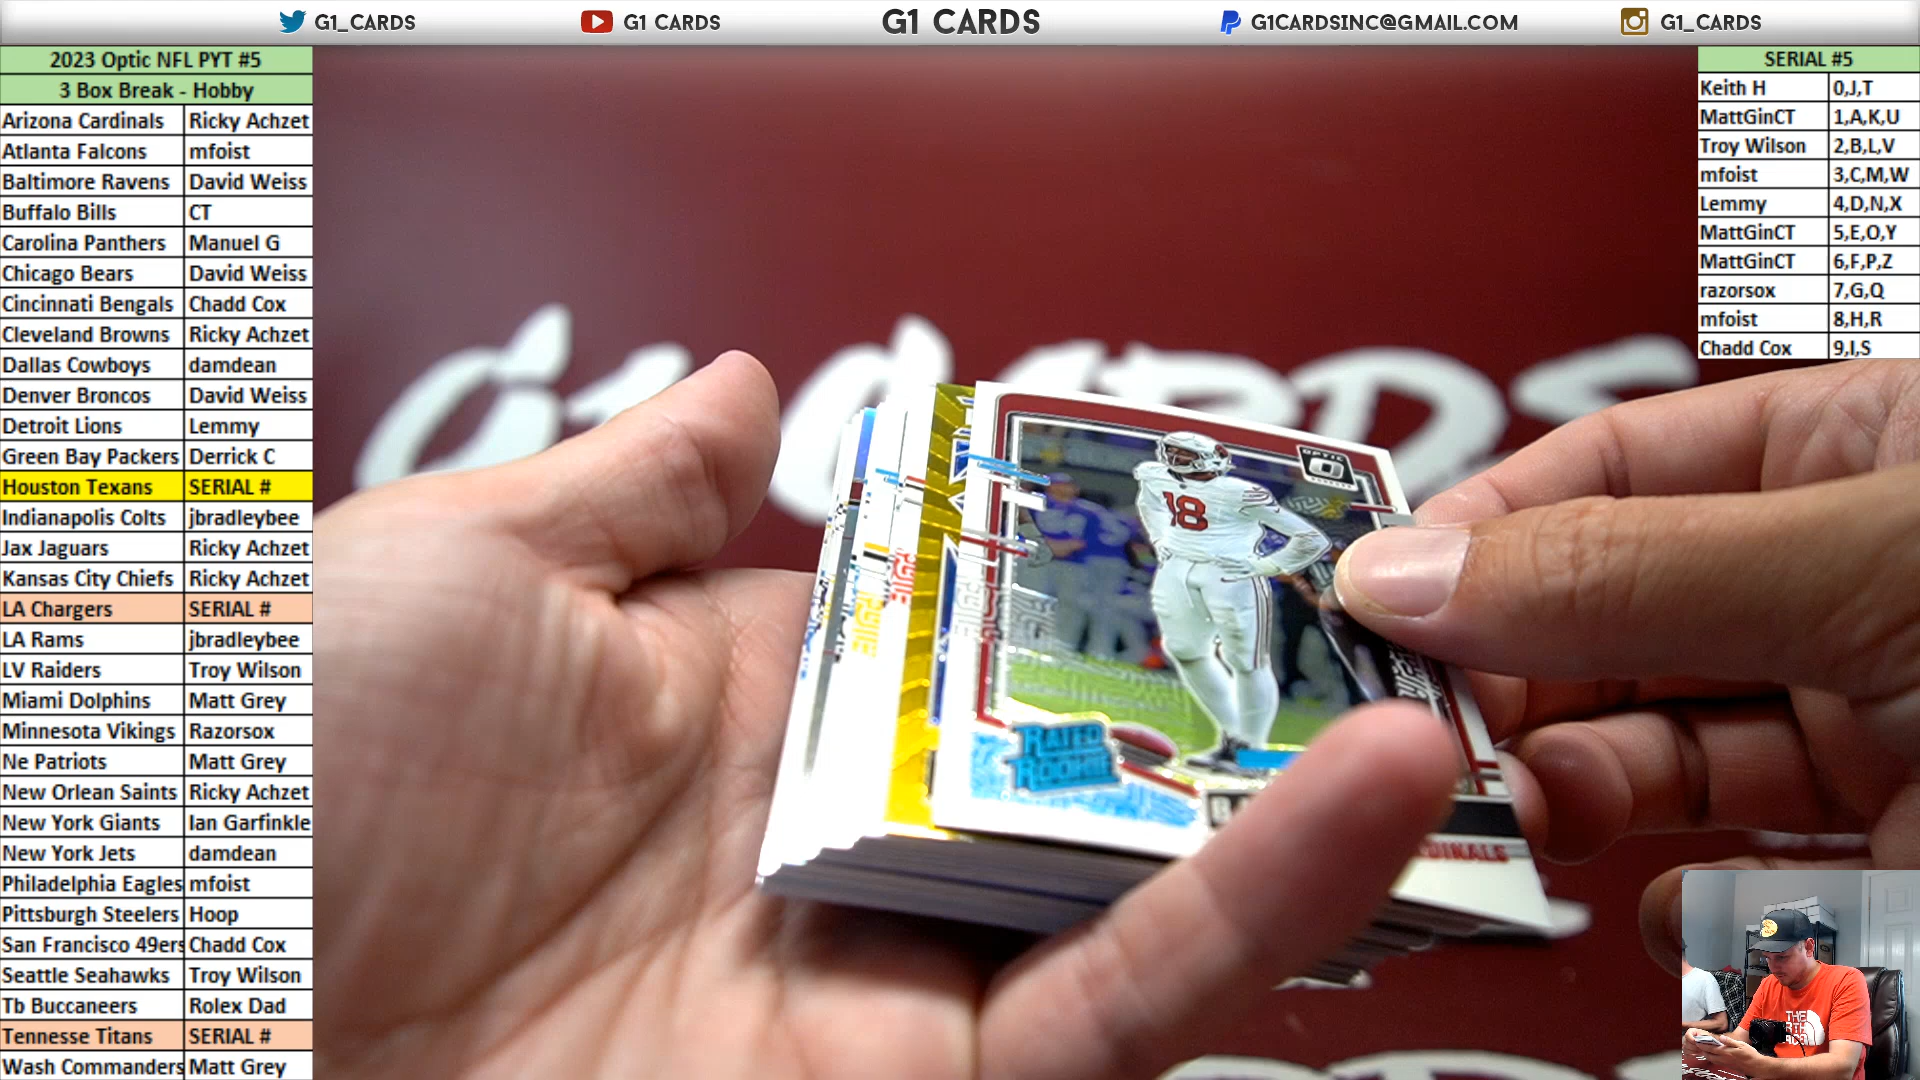 G1_CARDS G1 CARDS G1 CARDS G1CARDSINC@GMAIL.COM G1_CARDS
2023 Optic NFL PYT #5
3 Box Break - Hobby
Arizona Cardinals Ricky Achzet
Atlanta Falcons mfoist
Baltimore Ravens David Weiss
Buffalo Bills CT
Carolina Panthers Manuel G
Chicago Bears David Weiss
Cincinnati Bengals Chadd Cox
Cleveland Browns Ricky Achzet
Dallas Cowboys damdean
Denver Broncos David Weiss
Detroit Lions Lemmy
Green Bay Packers Derrick C
Houston Texans SERIAL #
Indianapolis Colts jbradleybee
Jax Jaguars Ricky Achzet
Kansas City Chiefs Ricky Achzet
LA Chargers SERIAL #
LA Rams jbradleybee
LV Raiders Troy Wilson
Miami Dolphins Matt Grey
Minnesota Vikings Razorsox
Ne Patriots Matt Grey
New Orlean Saints Ricky Achzet
New York Giants Ian Garfinkle
New York Jets damdean
Philadelphia Eagles mfoist
Pittsburgh Steelers Hoop
San Francisco 49ers Chadd Cox
Seattle Seahawks Troy Wilson
Tb Buccaneers Rolex Dad
Tennesse Titans SERIAL #
Wash Commanders Matt Grey
SERIAL #5
Keith H 0,J,T
MattGinCT 1,A,K,U
Troy Wilson 2,B,L,V
mfoist 3,C,M,W
Lemmy 4,D,N,X
MattGinCT 5,E,O,Y
MattGinCT 6,F,P,Z
razorsox 7,G,Q
mfoist 8,H,R
Chadd Cox 9,I,S
G1 CARDS
OPTIC
18
RATED
ROOKIE
THE
NORTH
FACE